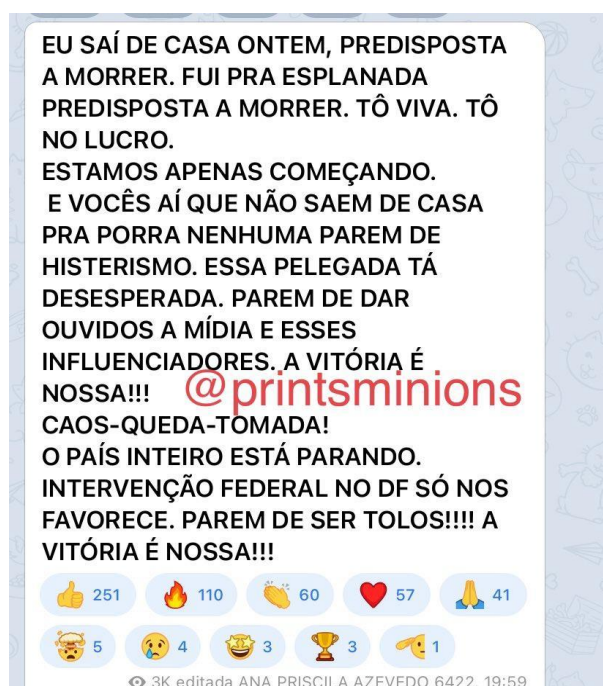 EU SAÍ DE CASA ONTEM, PREDISPOSTA
A MORRER. FUI PRA ESPLANADA
PREDISPOSTA A MORRER. TÔ VIVA. TÔ
NO LUCRO.
ESTAMOS APENAS COMEÇANDO.
E VOCÊS AÍ QUE NÃO SAEM DE CASA
PRA PORRA NENHUMA PAREM DE
HISTERISMO. ESSA PELEGADA TÁ
DESESPERADA. PAREM DE DAR
OUVIDOS A MÍDIA E ESSES
INFLUENCIADORES. A VITÓRIA É
NOSSA!!!
@printsminions
CAOS-QUEDA-TOMADA!
O PAÍS INTEIRO ESTÁ PARANDO.
INTERVENÇÃO FEDERAL NO DF SÓ NOS
FAVORECE. PAREM DE SER TOLOS!!!! A
VITÓRIA É NOSSA!!!
251 110 60 57 41
5 4 3 3 1
3K editada ANA PRISCILA AZEVEDO 6422, 19:59